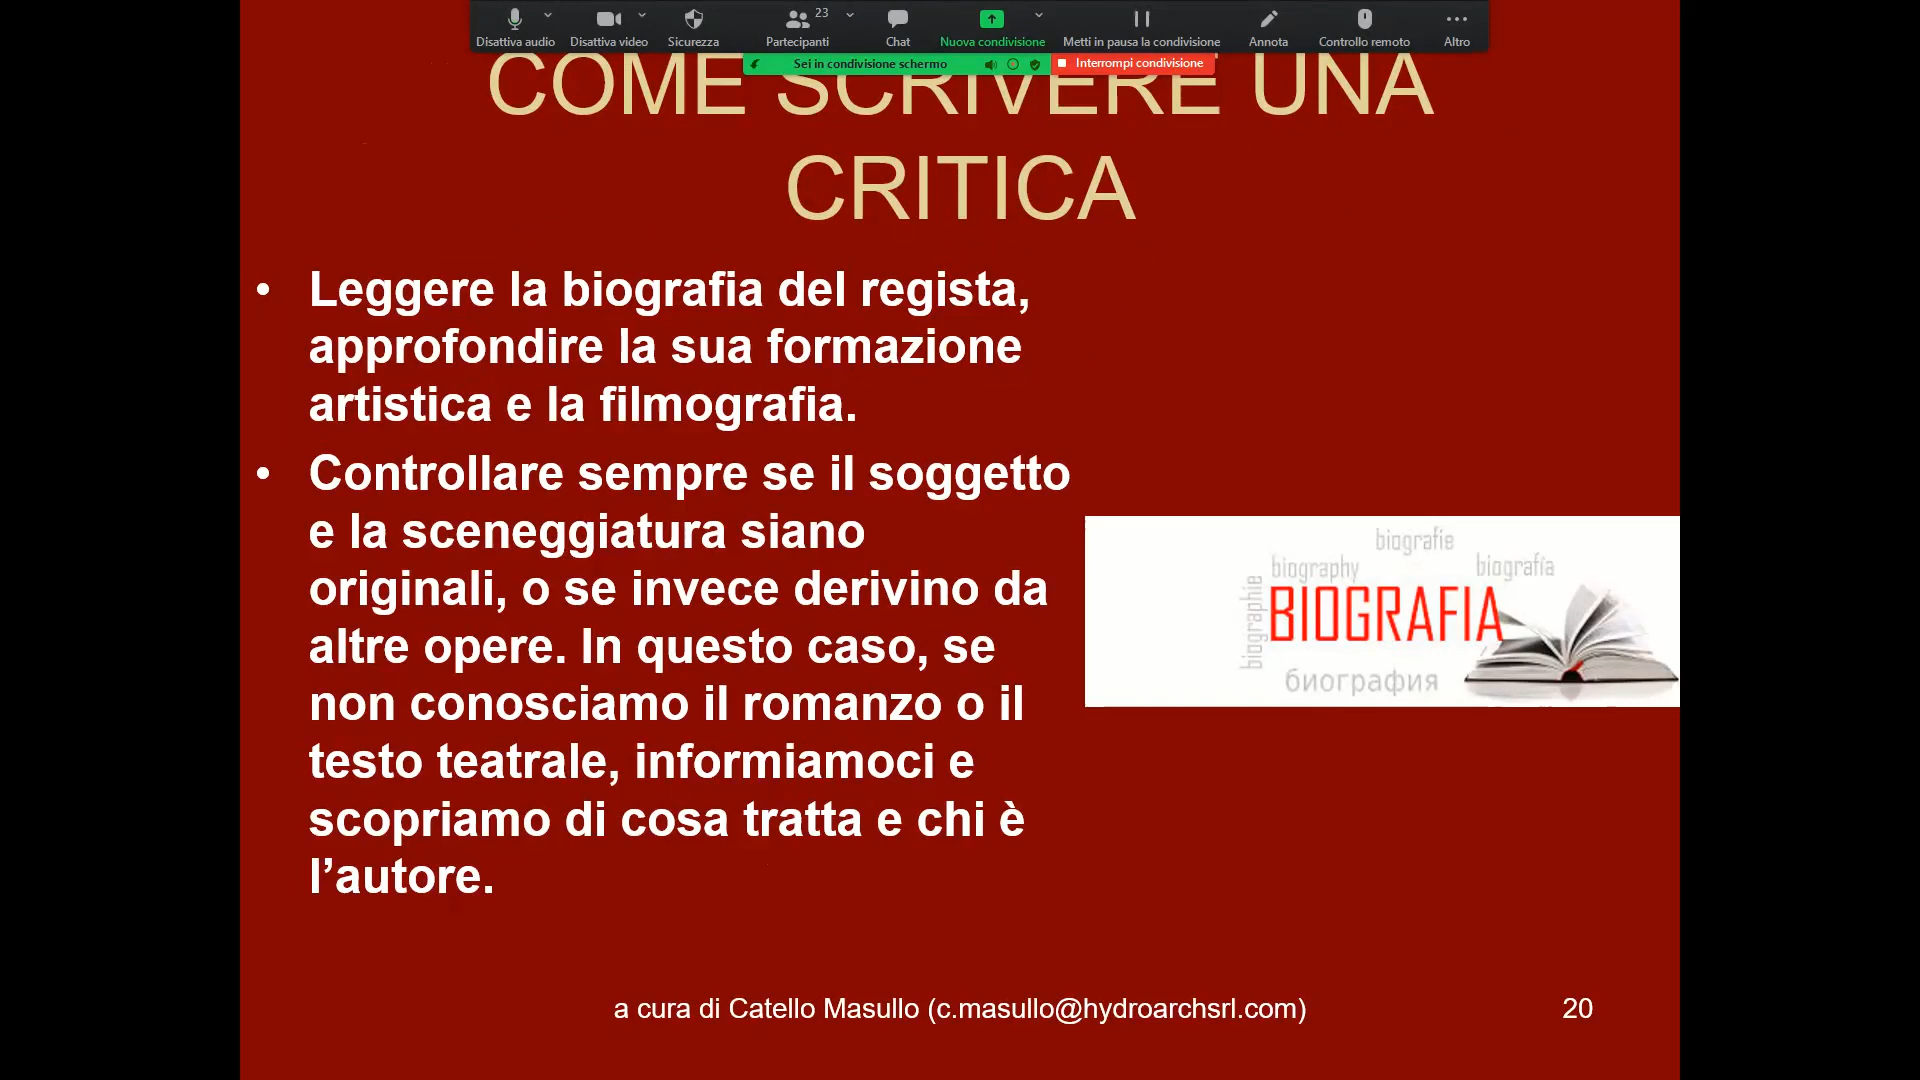 Disattiva audio
Disattiva video
Sicurezza
Partecipanti
23
Chat
Nuova condivisione
Metti in pausa la condivisione
Annota
Controllo remoto
Altro
Sei in condivisione schermo
Interrompi condivisione
COME SCRIVERE UNA
CRITICA
• Leggere la biografia del regista,
approfondire la sua formazione
artistica e la filmografia.
• Controllare sempre se il soggetto
e la sceneggiatura siano
originali, o se invece derivino da
altre opere. In questo caso, se
non conosciamo il romanzo o il
testo teatrale, informiamoci e
scopriamo di cosa tratta e chi è
l’autore.
biografie
biography
biografía
biographie
BIOGRAFIA
биография
a cura di Catello Masullo (c.masullo@hydroarchsrl.com)
20